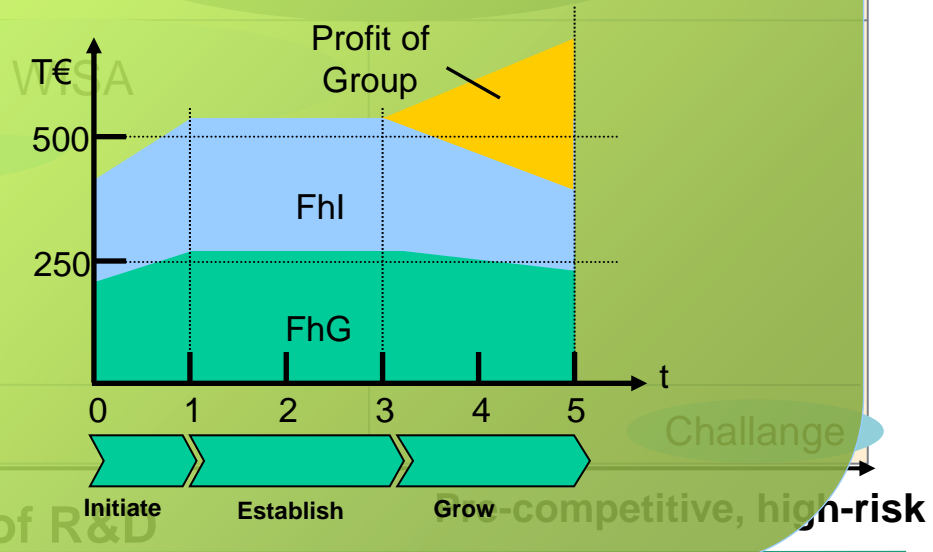 Profit of
Group
T€
WISA
500
FhI
250
FhG
t
0 1 2 3 4 5
Challange
Initiate Establish Grow
Pre-competitive, high-risk
of R&D